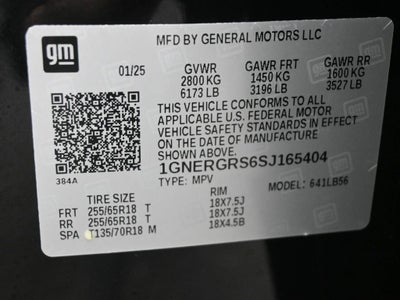 gm
MFD BY GENERAL MOTORS LLC
01/25 GVWR GAWR FRT GAWR RR
2800 KG 1450 KG 1600 KG
6173 LB 3196 LB 3527 LB
THIS VEHICLE CONFORMS TO ALL
APPLICABLE U.S. FEDERAL MOTOR
VEHICLE SAFETY STANDARDS IN EFFECT
ON THE DATE OF MANUFACTURE SHOWN ABOVE.
1GNERGRS6SJ165404
384A TYPE: MPV MODEL: 641LB56
TIRE SIZE RIM
FRT 255/65R18 T 18X7.5J
RR 255/65R18 T 18X7.5J
SPA T135/70R18 M 18X4.5B